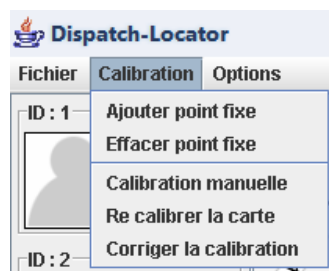 Dispatch-Locator
Fichier Calibration Options
ID : 1
Ajouter point fixe
Effacer point fixe
Calibration manuelle
Re calibrer la carte
Corriger la calibration
ID : 2